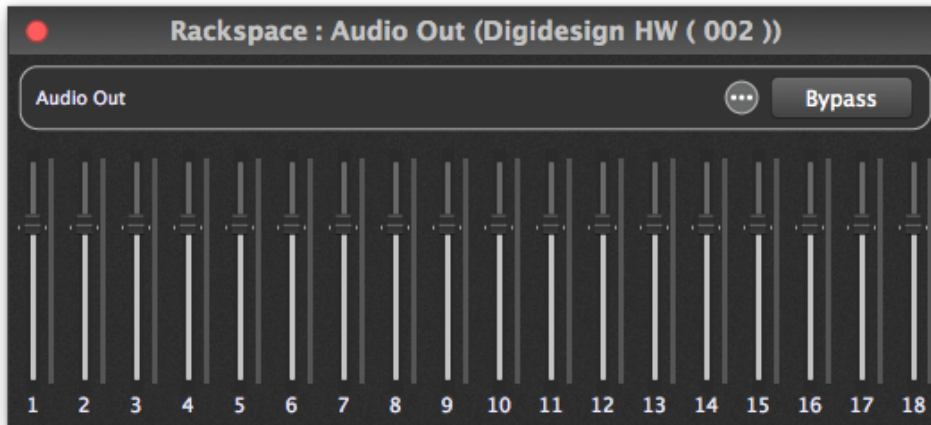 Rackspace : Audio Out (Digidesign HW ( 002 ))
Audio Out
Bypass
1 2 3 4 5 6 7 8 9 10 11 12 13 14 15 16 17 18